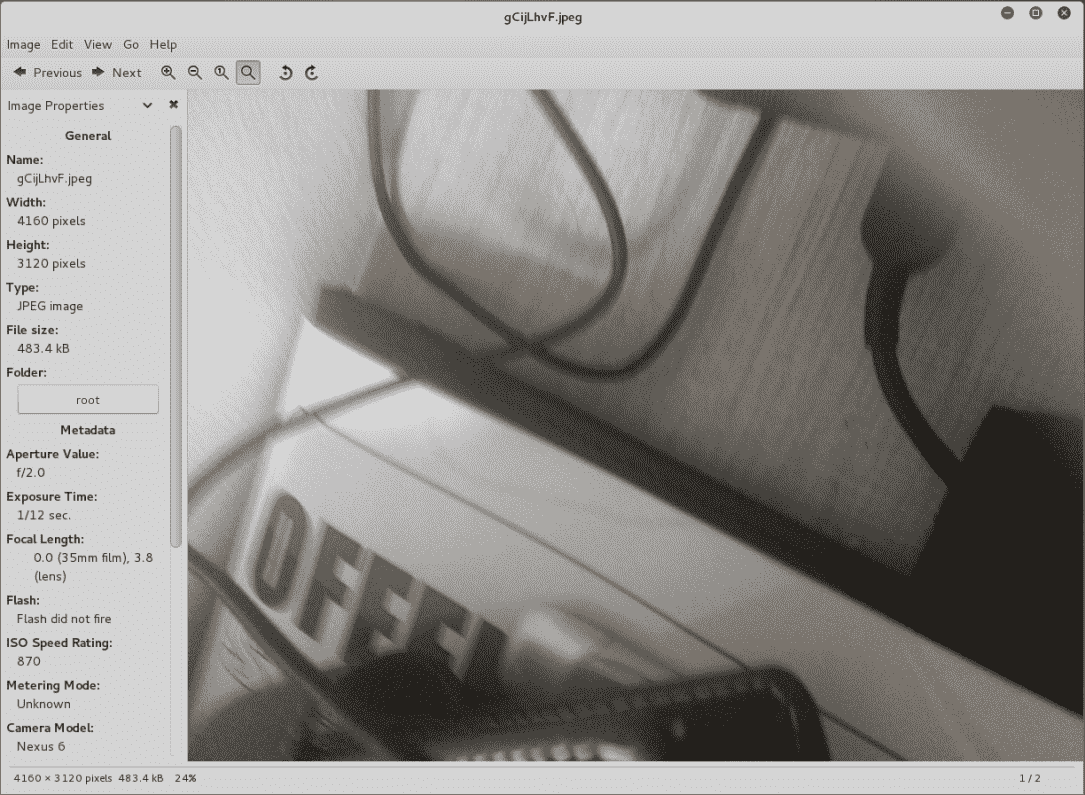 gCijLhvF.jpeg
Image Edit View Go Help
Previous Next
Image Properties
General
Name:
gCijLhvF.jpeg
Width:
4160 pixels
Height:
3120 pixels
Type:
JPEG image
File size:
483.4 kB
Folder:
root
Metadata
Aperture Value:
f/2.0
Exposure Time:
1/12 sec.
Focal Length:
0.0 (35mm film), 3.8
(lens)
Flash:
Flash did not fire
ISO Speed Rating:
870
Metering Mode:
Unknown
Camera Model:
Nexus 6
OFF
4160 × 3120 pixels 483.4 kB 24%
1 / 2